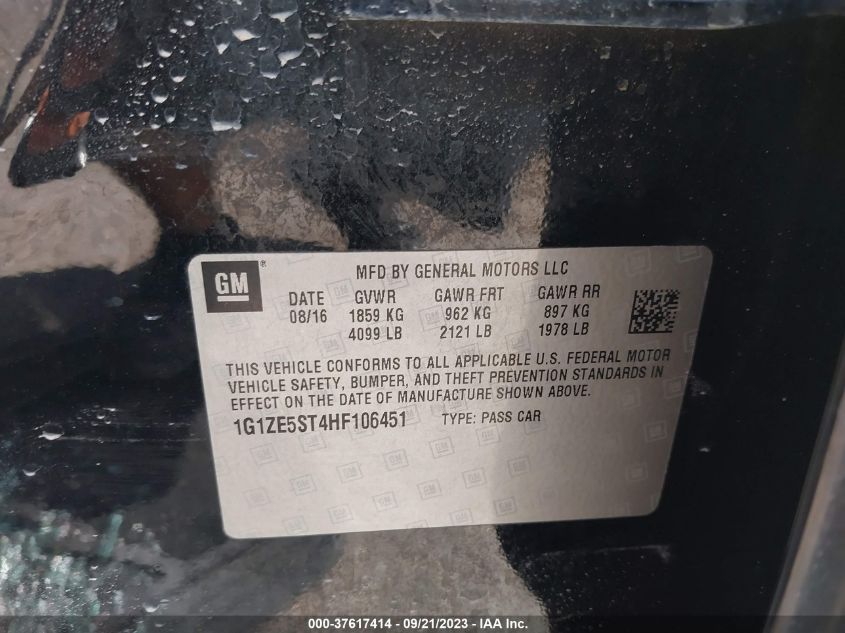 GM ®
MFD BY GENERAL MOTORS LLC
DATE GVWR GAWR FRT GAWR RR
08/16 1859 KG 962 KG 897 KG
4099 LB 2121 LB 1978 LB
THIS VEHICLE CONFORMS TO ALL APPLICABLE U.S. FEDERAL MOTOR
VEHICLE SAFETY, BUMPER, AND THEFT PREVENTION STANDARDS IN
EFFECT ON THE DATE OF MANUFACTURE SHOWN ABOVE.
1G1ZE5ST4HF106451 TYPE: PASS CAR
000-37617414 - 09/21/2023 - IAA Inc.